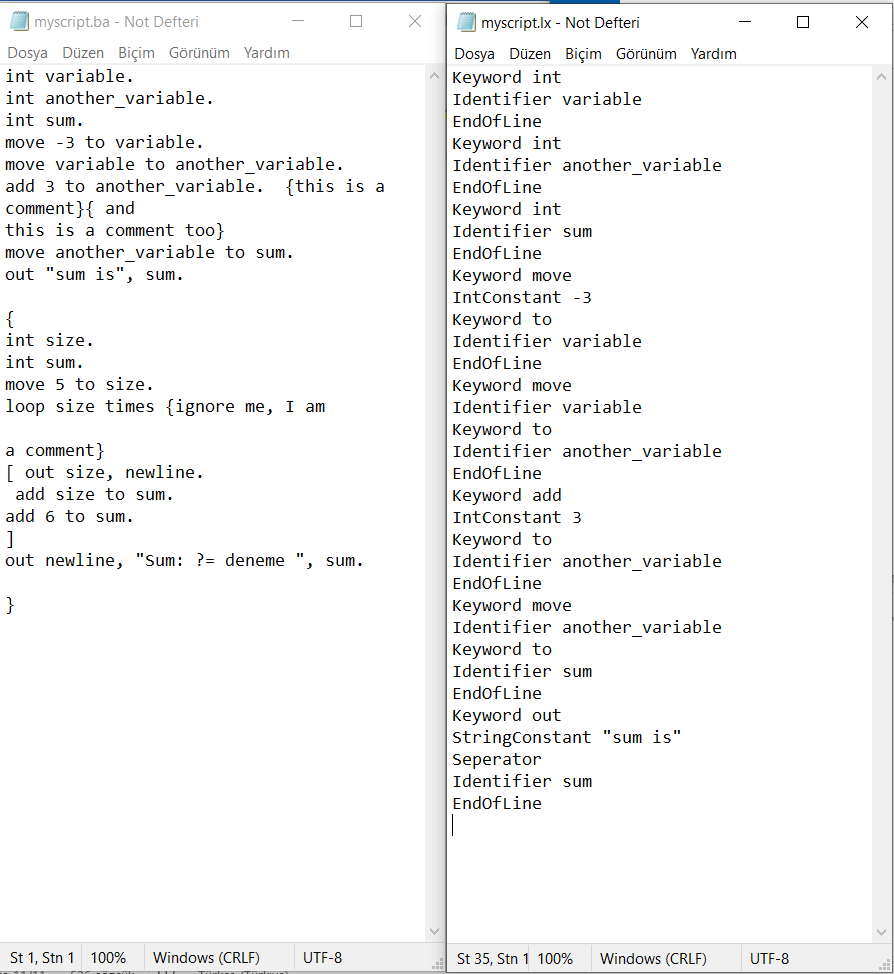 myscript.ba - Not Defteri
Dosya Düzen Biçim Görünüm Yardım
int variable.
int another_variable.
int sum.
move -3 to variable.
move variable to another_variable.
add 3 to another_variable.  {this is a
comment}{ and
this is a comment too}
move another_variable to sum.
out "sum is", sum.
{
int size.
int sum.
move 5 to size.
loop size times {ignore me, I am
a comment}
[ out size, newline.
add size to sum.
add 6 to sum.
]
out newline, "Sum: ?= deneme ", sum.
}
St 1, Stn 1 100% Windows (CRLF) UTF-8
myscript.lx - Not Defteri
Dosya Düzen Biçim Görünüm Yardım
Keyword int
Identifier variable
EndOfLine
Keyword int
Identifier another_variable
EndOfLine
Keyword int
Identifier sum
EndOfLine
Keyword move
IntConstant -3
Keyword to
Identifier variable
EndOfLine
Keyword move
Identifier variable
Keyword to
Identifier another_variable
EndOfLine
Keyword add
IntConstant 3
Keyword to
Identifier another_variable
EndOfLine
Keyword move
Identifier another_variable
Keyword to
Identifier sum
EndOfLine
Keyword out
StringConstant "sum is"
Seperator
Identifier sum
EndOfLine
St 35, Stn 1 100% Windows (CRLF) UTF-8